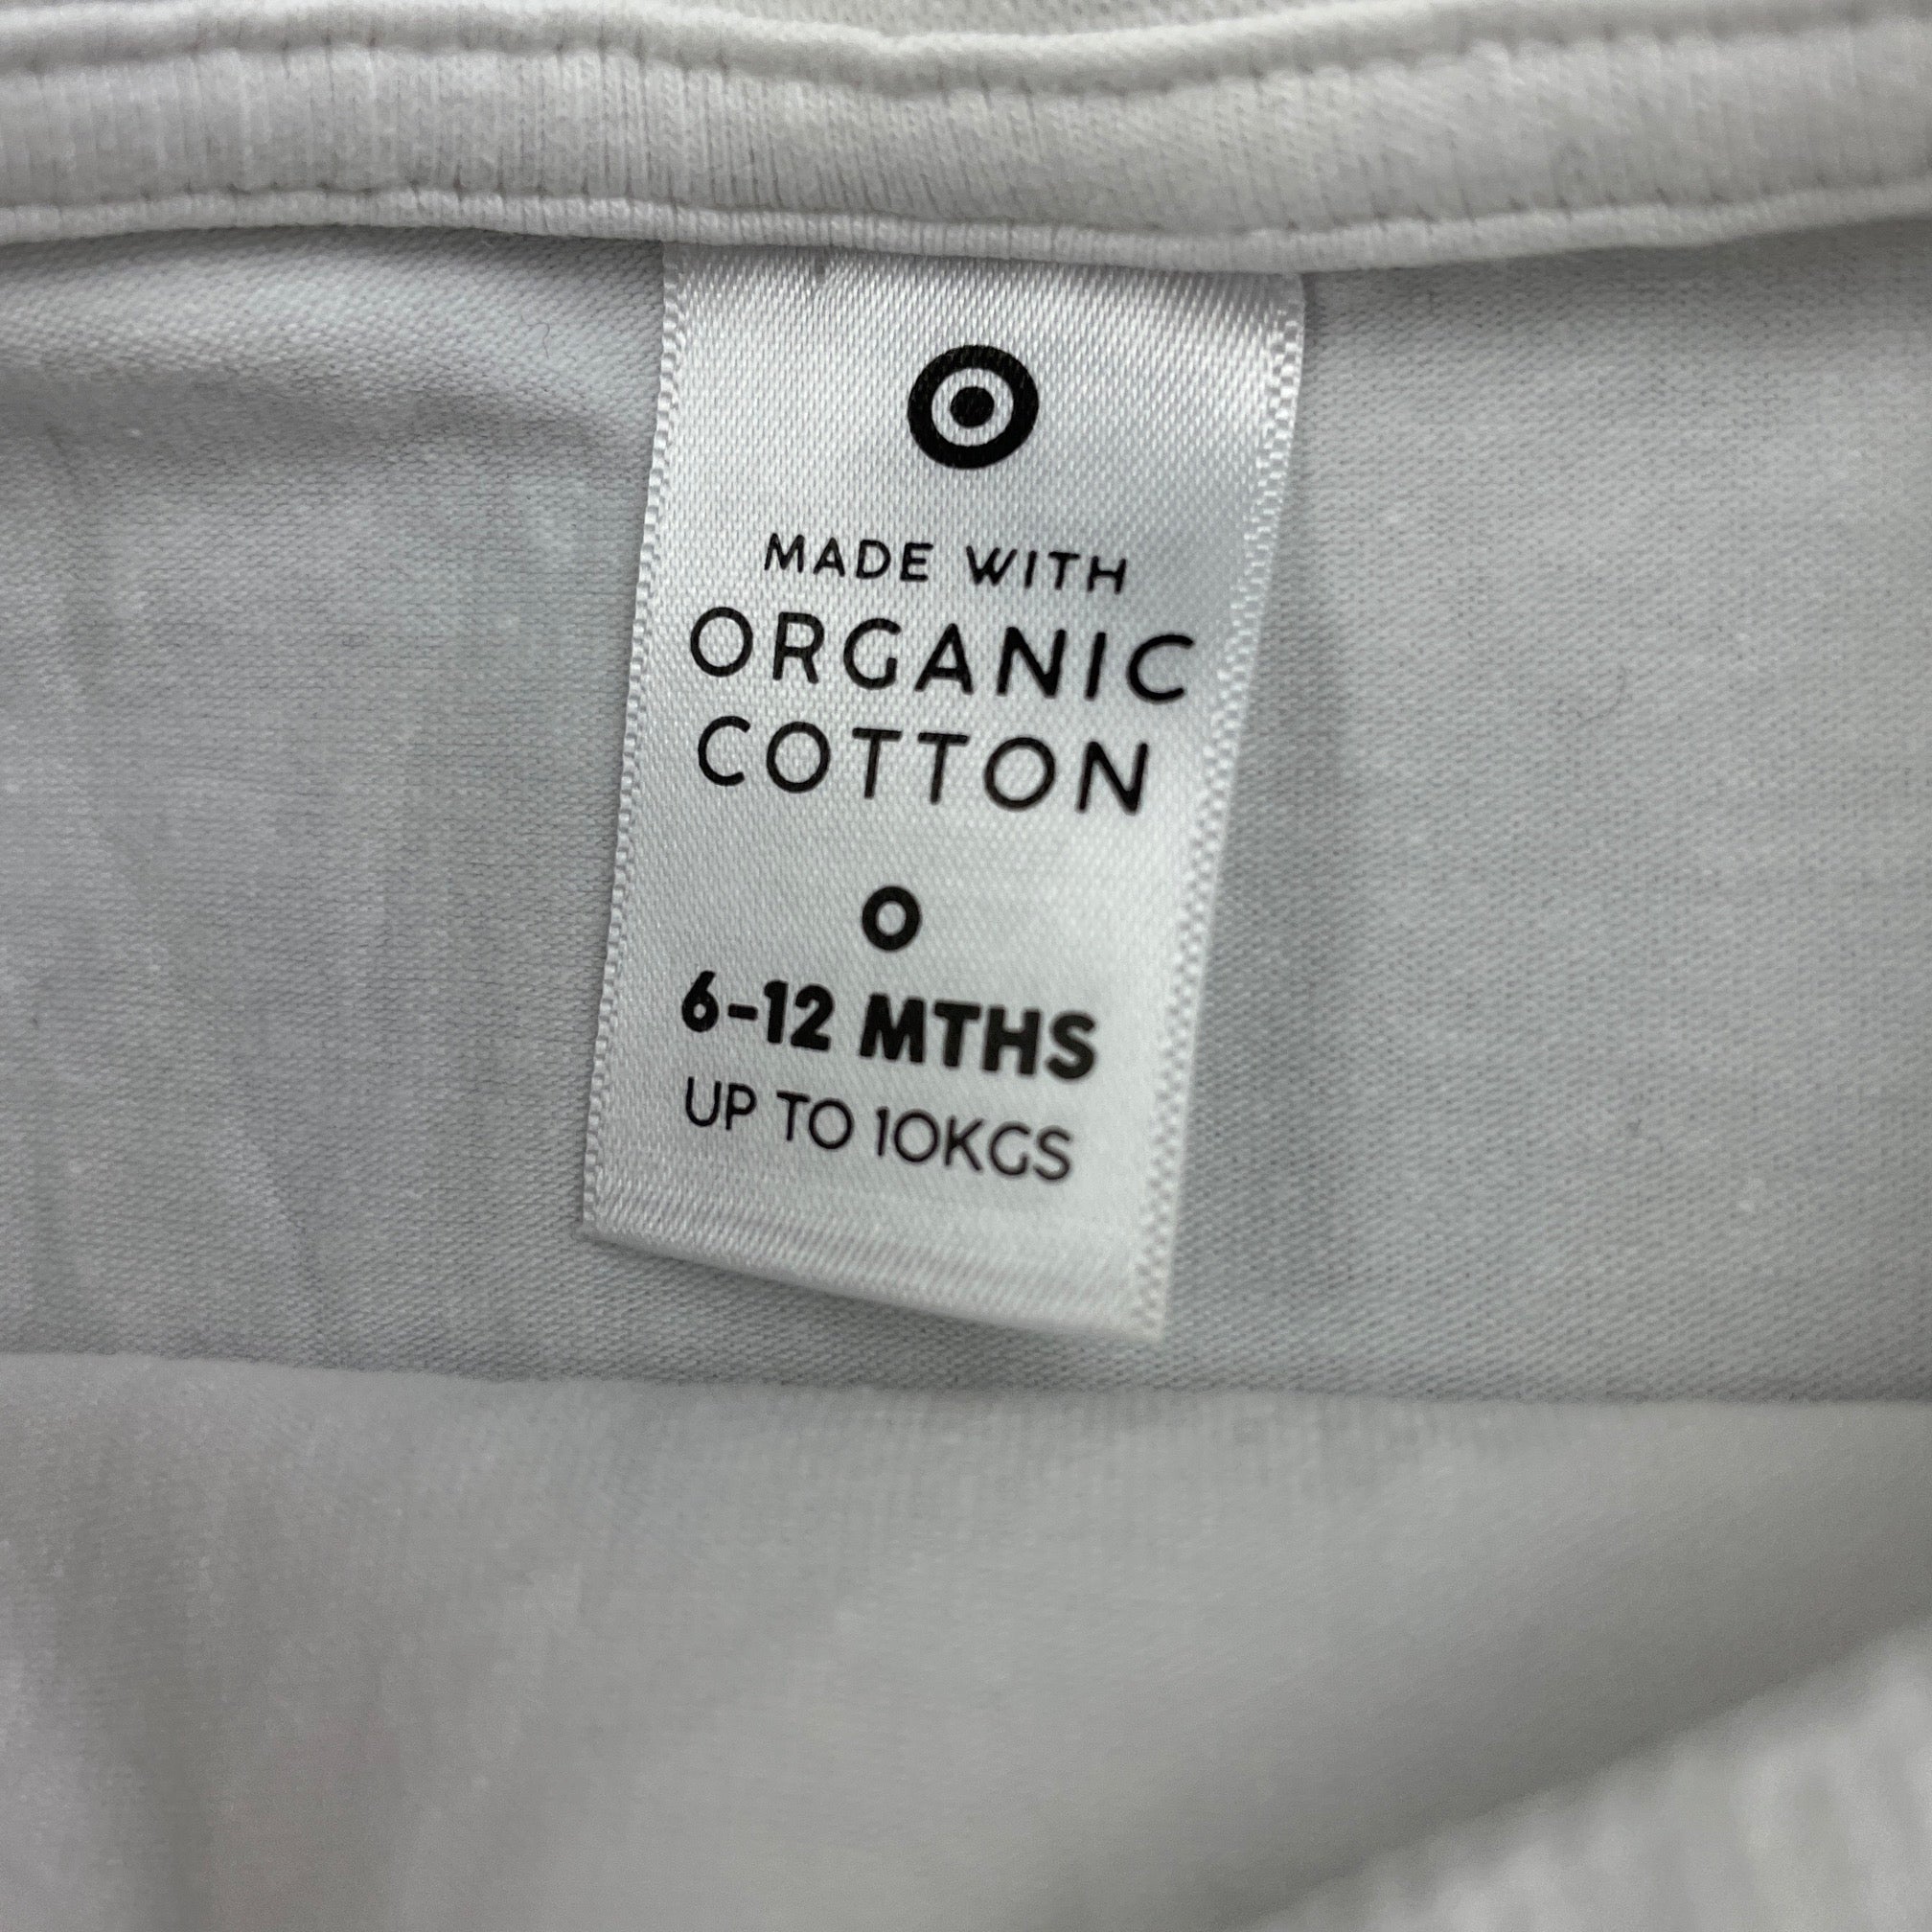 MADE WITH
ORGANIC
COTTON
0
6-12 MTHS
UP TO 10KGS